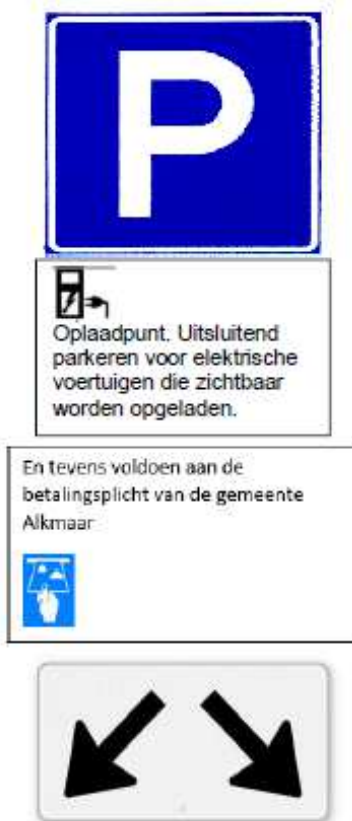 P
Oplaadpunt. Uitsluitend
parkeren voor elektrische
voertuigen die zichtbaar
worden opgeladen.
En tevens voldoen aan de
betalingsplicht van de gemeente
Alkmaar